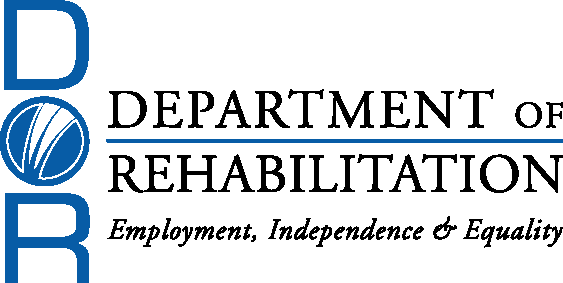 DOR
DEPARTMENT OF
REHABILITATION
Employment, Independence & Equality